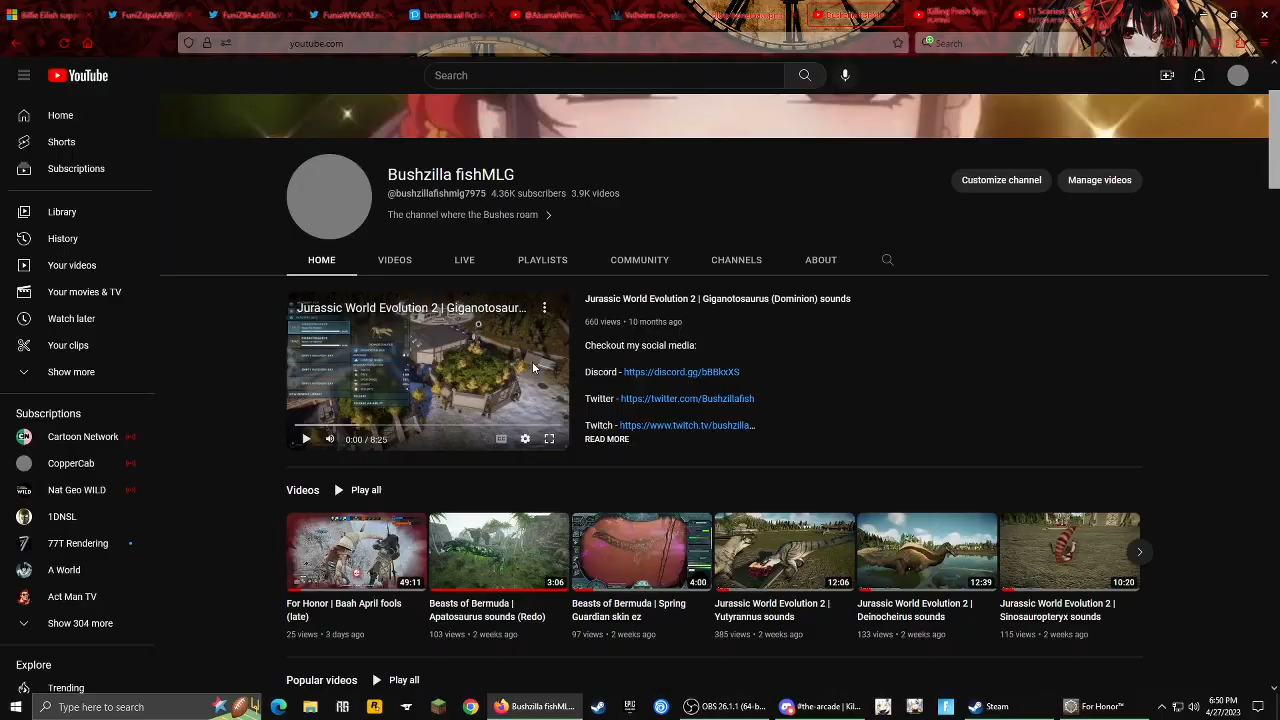 youtube.com
Search
YouTube
Search
Home
Shorts
Subscriptions
Library
History
Your videos
Your movies & TV
Watch later
Your clips
Show more
Subscriptions
Cartoon Network
CopperCab
Nat Geo WILD
1DNSL
77T Rendering
A World
Act Man TV
Show 304 more
Explore
Trending
Bushzilla fishMLG
@bushzillafishmlg7975 4.36K subscribers 3.9K videos
The channel where the Bushes roam
Customize channel
Manage videos
HOME
VIDEOS
LIVE
PLAYLISTS
COMMUNITY
CHANNELS
ABOUT
Jurassic World Evolution 2 | Giganotosaur...
0:00 / 8:25
Jurassic World Evolution 2 | Giganotosaurus (Dominion) sounds
660 views • 10 months ago
Checkout my social media:
Discord - https://discord.gg/bBBkxXS
Twitter - https://twitter.com/Bushzillafish
Twitch - https://www.twitch.tv/bushzilla...
READ MORE
Videos
Play all
49:11
3:06
4:00
12:06
12:39
10:20
For Honor | Baah April fools
(late)
25 views • 3 days ago
Beasts of Bermuda |
Apatosaurus sounds (Redo)
103 views • 2 weeks ago
Beasts of Bermuda | Spring
Guardian skin ez
97 views • 2 weeks ago
Jurassic World Evolution 2 |
Yutyrannus sounds
385 views • 2 weeks ago
Jurassic World Evolution 2 |
Deinocheirus sounds
133 views • 2 weeks ago
Jurassic World Evolution 2 |
Sinosauropteryx sounds
115 views • 2 weeks ago
Popular videos
Play all
Type here to search
Bushzilla fishML...
OBS 26.1.1 (64-b...
#the-arcade | Kil...
Steam
For Honor™
6:50 PM
4/27/2023